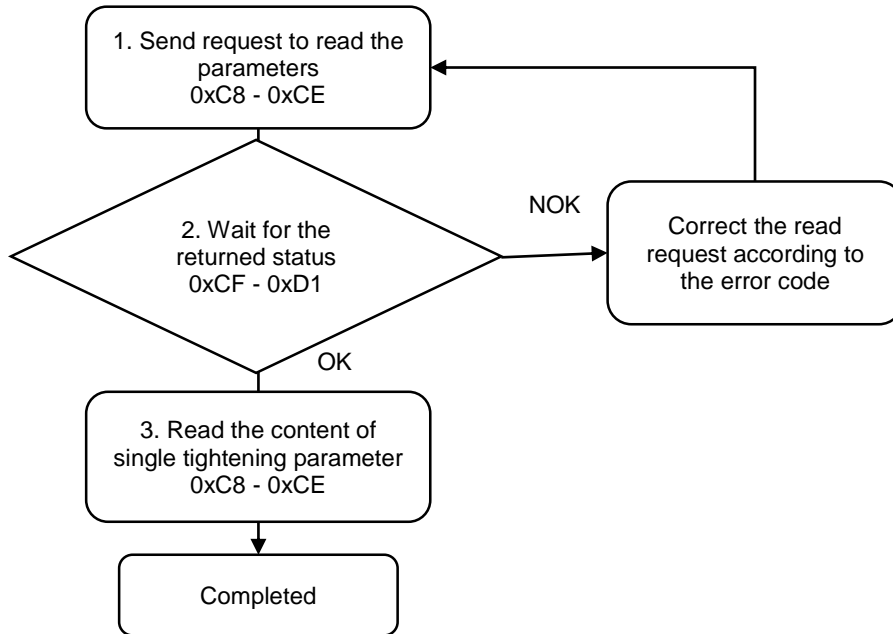 1. Send request to read the
parameters
0xC8 - 0xCE
2. Wait for the
returned status
0xCF - 0xD1
NOK
Correct the read
request according to
the error code
OK
3. Read the content of
single tightening parameter
0xC8 - 0xCE
Completed